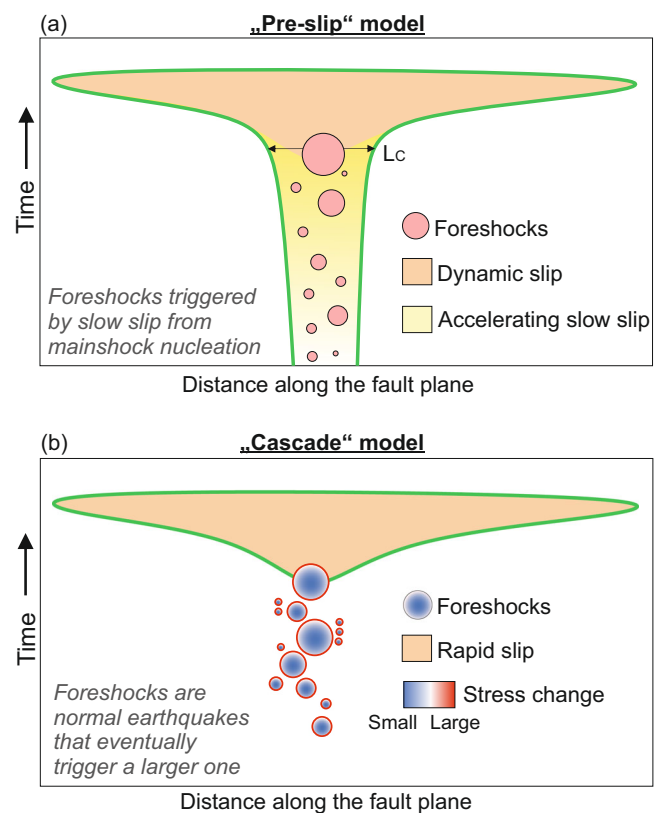 (a)
„Pre-slip“ model
Time
Lc
Foreshocks
Dynamic slip
Accelerating slow slip
Foreshocks triggered
by slow slip from
mainshock nucleation
Distance along the fault plane
(b)
„Cascade“ model
Time
Foreshocks
Rapid slip
Stress change
Small Large
Foreshocks are
normal earthquakes
that eventually
trigger a larger one
Distance along the fault plane